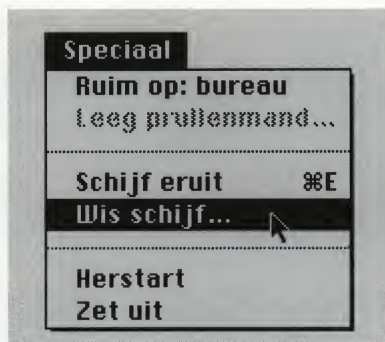 Speciaal
Ruim op: bureau
Leeg prullenmand...
Schijf eruit ⌘E
Wis schijf...
Herstart
Zet uit